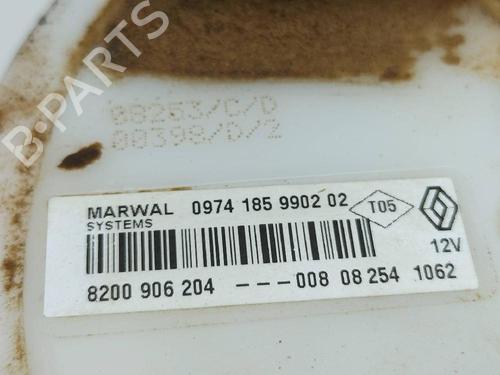 08253/C/D
00398/D/2
MARWAL 0974 185 9902 02
SYSTEMS
T05
12V
8200 906 204 --- 008 08 254 1062
B-PARTS